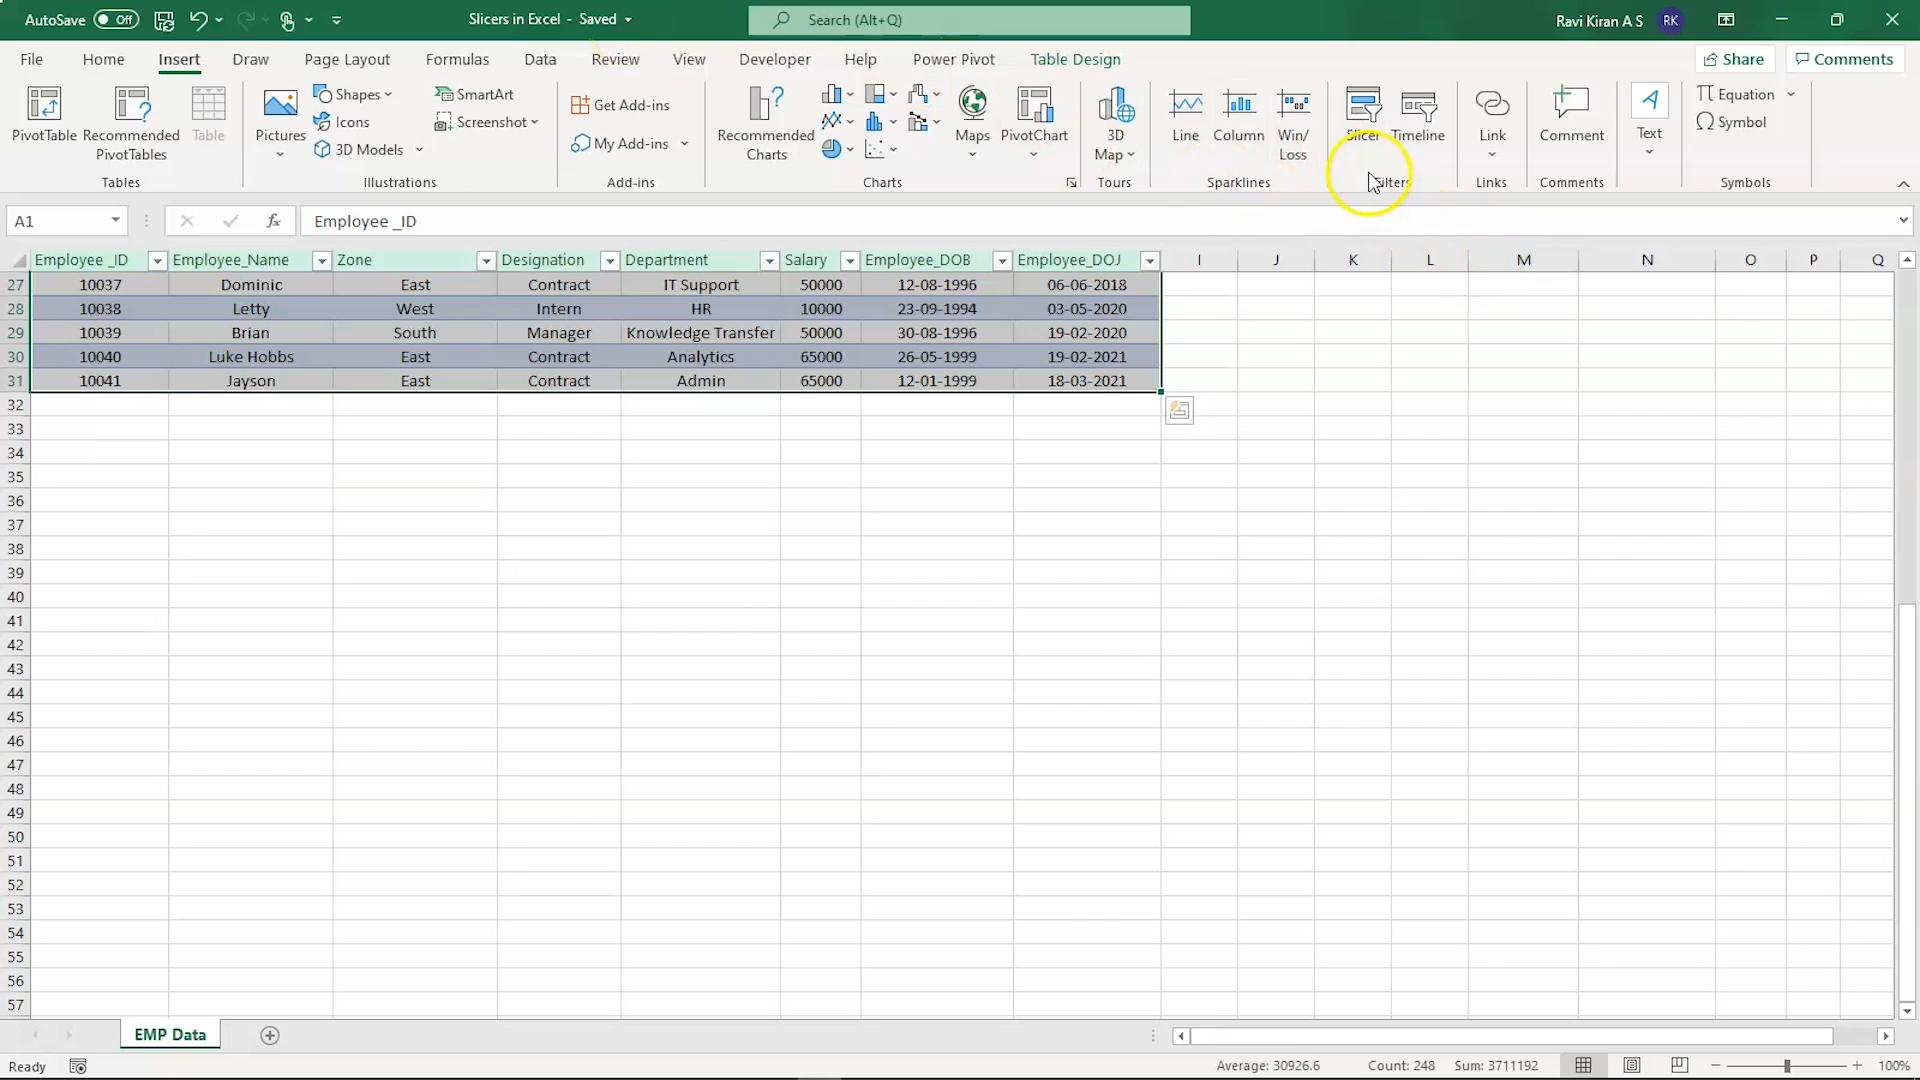 AutoSave Off Slicers in Excel - Saved Search (Alt+Q) Ravi Kiran A S RK
File Home Insert Draw Page Layout Formulas Data Review View Developer Help Power Pivot Table Design Share Comments
PivotTable Recommended PivotTables Table
Pictures Shapes Icons 3D Models SmartArt Screenshot
Get Add-ins My Add-ins
Recommended Charts Maps PivotChart
3D Map Line Column Win/Loss Slicer Timeline Link Comment Text Equation Symbol
Tables Illustrations Add-ins Charts Tours Sparklines Filters Links Comments Symbols
A1 fx Employee _ID
Employee _ID Employee_Name Zone Designation Department Salary Employee_DOB Employee_DOJ I J K L M N O P Q
27 10037 Dominic East Contract IT Support 50000 12-08-1996 06-06-2018
28 10038 Letty West Intern HR 10000 23-09-1994 03-05-2020
29 10039 Brian South Manager Knowledge Transfer 50000 30-08-1996 19-02-2020
30 10040 Luke Hobbs East Contract Analytics 65000 26-05-1999 19-02-2021
31 10041 Jayson East Contract Admin 65000 12-01-1999 18-03-2021
32
33
34
35
36
37
38
39
40
41
42
43
44
45
46
47
48
49
50
51
52
53
54
55
56
57
EMP Data
Ready Average: 30926.6 Count: 248 Sum: 3711192 100%